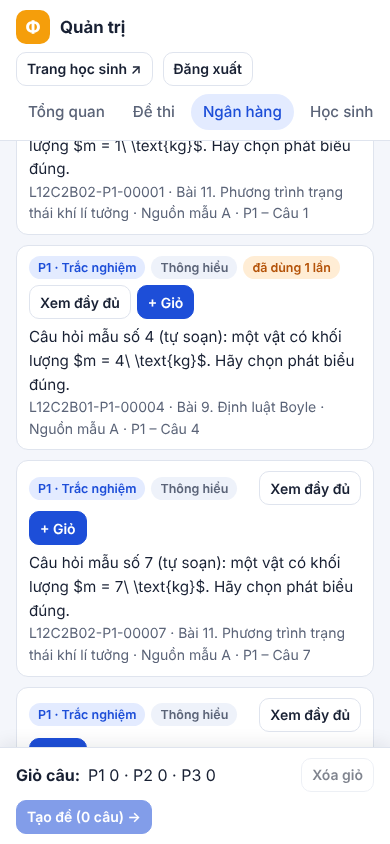 Φ Quản trị
Trang học sinh ↗ Đăng xuất
Tổng quan Đề thi Ngân hàng Học sinh
lượng $m = 1\ \text{kg}$. Hãy chọn phát biểu
đúng.
L12C2B02-P1-00001 · Bài 11. Phương trình trạng
thái khí lí tưởng · Nguồn mẫu A · P1 – Câu 1
P1 · Trắc nghiệm Thông hiểu đã dùng 1 lần
Xem đầy đủ + Giỏ
Câu hỏi mẫu số 4 (tự soạn): một vật có khối
lượng $m = 4\ \text{kg}$. Hãy chọn phát biểu
đúng.
L12C2B01-P1-00004 · Bài 9. Định luật Boyle ·
Nguồn mẫu A · P1 – Câu 4
P1 · Trắc nghiệm Thông hiểu Xem đầy đủ
+ Giỏ
Câu hỏi mẫu số 7 (tự soạn): một vật có khối
lượng $m = 7\ \text{kg}$. Hãy chọn phát biểu
đúng.
L12C2B02-P1-00007 · Bài 11. Phương trình trạng
thái khí lí tưởng · Nguồn mẫu A · P1 – Câu 7
P1 · Trắc nghiệm Thông hiểu Xem đầy đủ
Giỏ câu: P1 0 · P2 0 · P3 0 Xóa giỏ
Tạo đề (0 câu) →